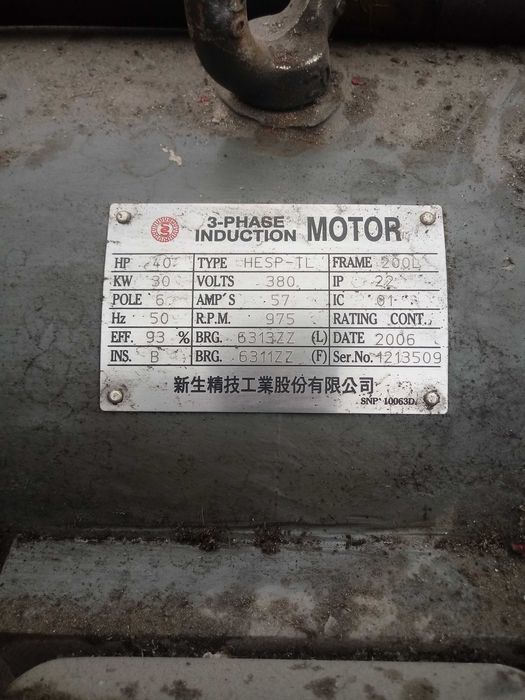 3-PHASE INDUCTION MOTOR
HP 40 TYPE HESP-TL FRAME 200L
KW 30 VOLTS 380 IP 22
POLE 6 AMP'S 57 IC 01
Hz 50 R.P.M. 975 RATING CONT.
EFF. 93 % BRG. 6313ZZ (L) DATE 2006
INS. B BRG. 6311ZZ (F) Ser.No. 1213509
新生精技工業股份有限公司
SNP 10063D.